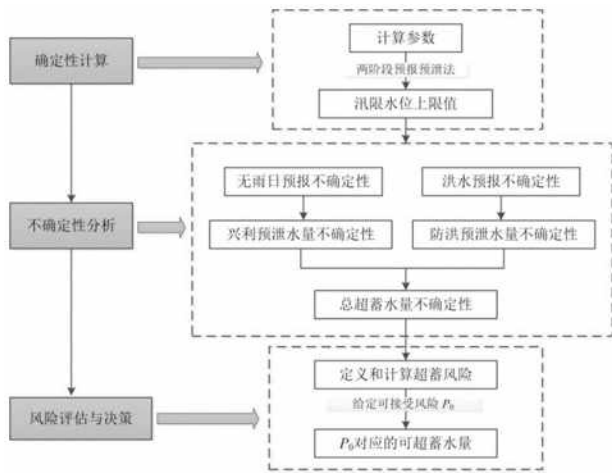 确定性计算
计算参数
两阶段预报预泄法
汛限水位上限值
不确定性分析
无雨日预报不确定性
洪水预报不确定性
兴利预泄水量不确定性
防洪预泄水量不确定性
总超蓄水量不确定性
风险评估与决策
定义和计算超蓄风险
给定可接受风险 P₀
P₀对应的可超蓄水量